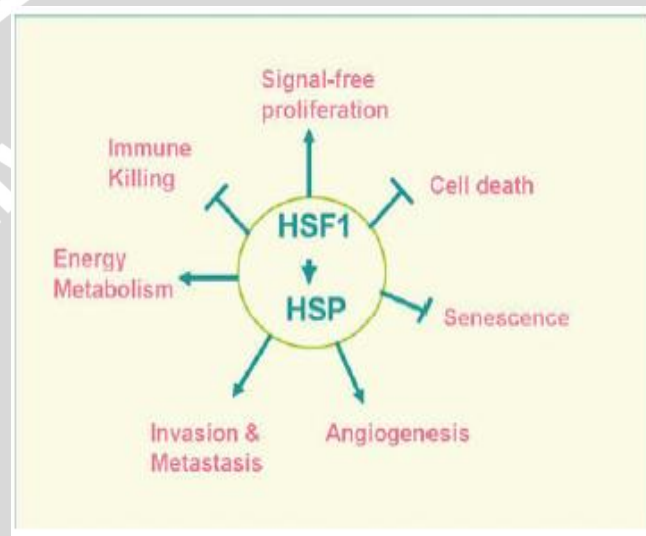 Signal-free
proliferation
Immune
Killing
Cell death
HSF1
HSP
Energy
Metabolism
Senescence
Invasion &
Metastasis
Angiogenesis